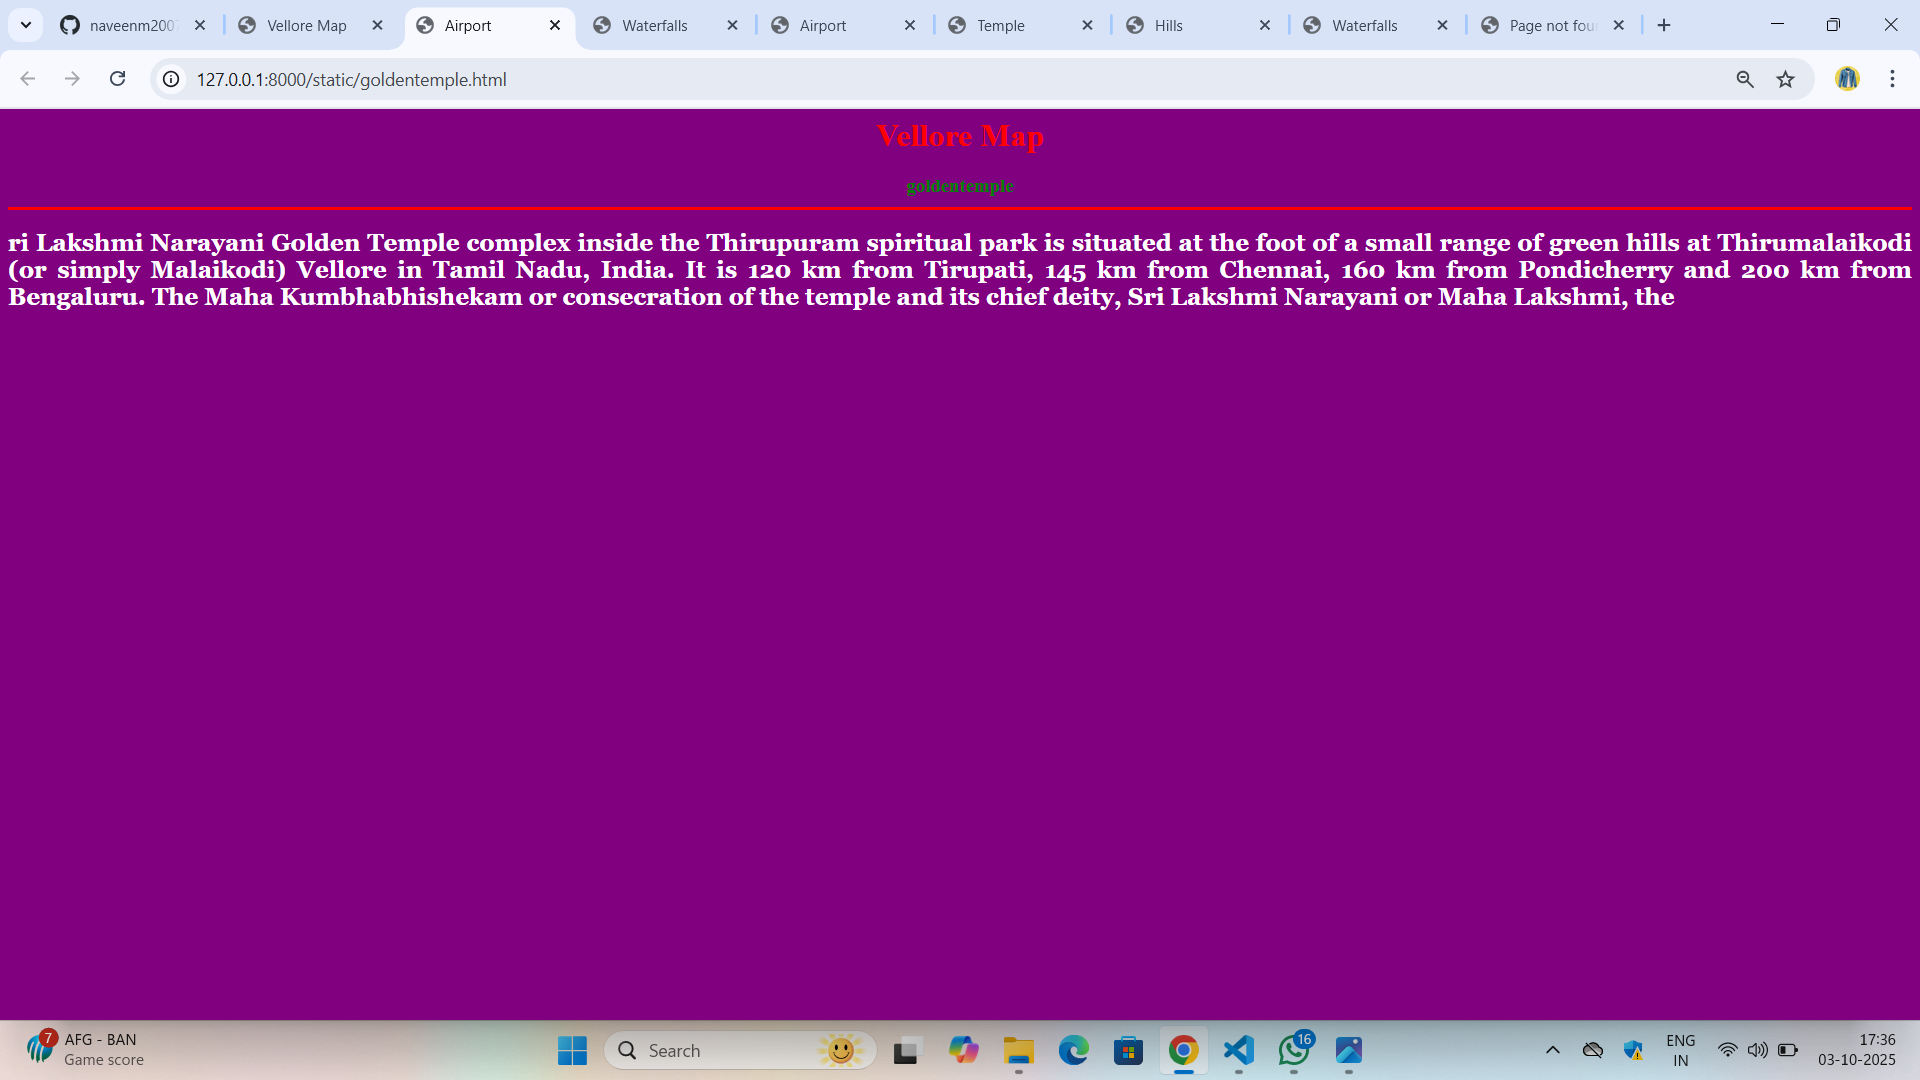 naveenm200
Vellore Map
Airport
Waterfalls
Airport
Temple
Hills
Waterfalls
Page not fou
127.0.0.1:8000/static/goldentemple.html
Vellore Map
goldentemple
ri Lakshmi Narayani Golden Temple complex inside the Thirupuram spiritual park is situated at the foot of a small range of green hills at Thirumalaikodi
(or simply Malaikodi) Vellore in Tamil Nadu, India. It is 120 km from Tirupati, 145 km from Chennai, 160 km from Pondicherry and 200 km from
Bengaluru. The Maha Kumbhabhishekam or consecration of the temple and its chief deity, Sri Lakshmi Narayani or Maha Lakshmi, the
7
AFG - BAN
Game score
Search
16
ENG
IN
17:36
03-10-2025